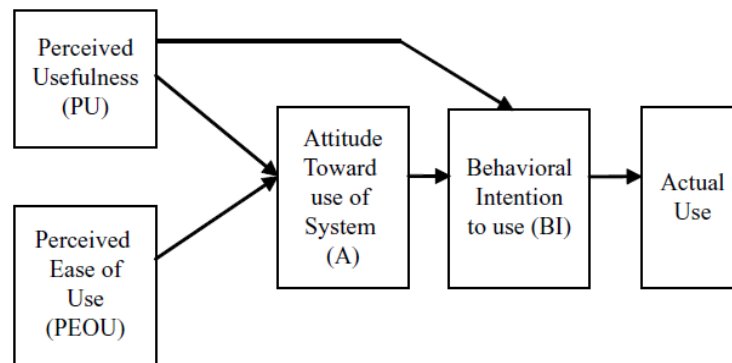 Perceived
Usefulness
(PU)
Perceived
Ease of
Use
(PEOU)
Attitude
Toward
use of
System
(A)
Behavioral
Intention
to use (BI)
Actual
Use